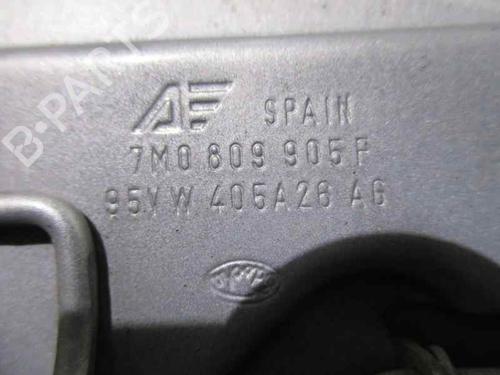 B-PARTS
AF SPAIN
7M0 809 905 F
95VW 405A26 AG